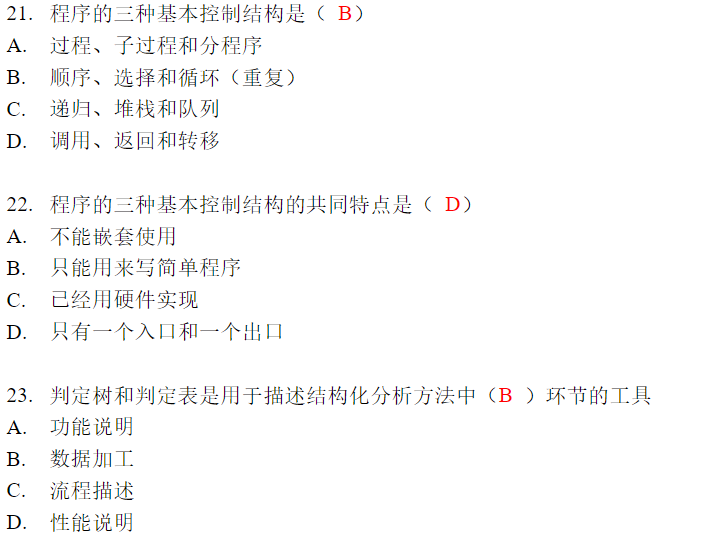 21. 程序的三种基本控制结构是（ B）
A. 过程、子过程和分程序
B. 顺序、选择和循环（重复）
C. 递归、堆栈和队列
D. 调用、返回和转移
22. 程序的三种基本控制结构的共同特点是（ D）
A. 不能嵌套使用
B. 只能用来写简单程序
C. 已经用硬件实现
D. 只有一个入口和一个出口
23. 判定树和判定表是用于描述结构化分析方法中（B ）环节的工具
A. 功能说明
B. 数据加工
C. 流程描述
D. 性能说明